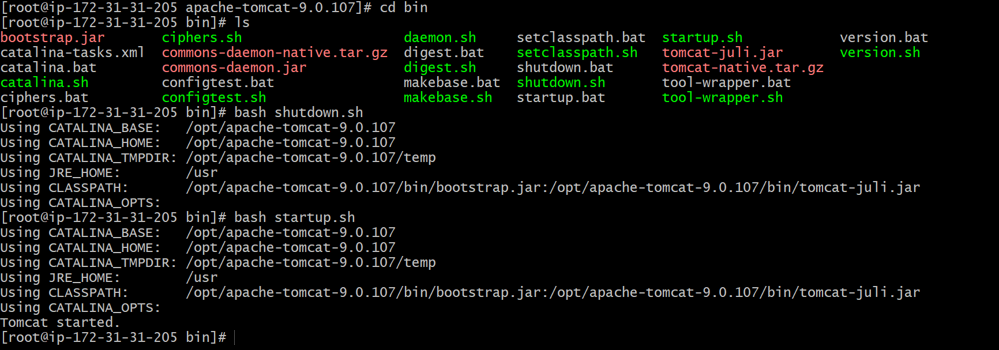 [root@ip-172-31-31-205 apache-tomcat-9.0.107]# cd bin
[root@ip-172-31-31-205 bin]# ls
bootstrap.jar       ciphers.sh                    daemon.sh     setclasspath.bat  startup.sh            version.bat
catalina-tasks.xml  commons-daemon-native.tar.gz  digest.bat    setclasspath.sh   tomcat-juli.jar       version.sh
catalina.bat        commons-daemon.jar            digest.sh     shutdown.bat      tomcat-native.tar.gz
catalina.sh         configtest.bat                makebase.bat  shutdown.sh       tool-wrapper.bat
ciphers.bat         configtest.sh                 makebase.sh   startup.bat       tool-wrapper.sh
[root@ip-172-31-31-205 bin]# bash shutdown.sh
Using CATALINA_BASE:   /opt/apache-tomcat-9.0.107
Using CATALINA_HOME:   /opt/apache-tomcat-9.0.107
Using CATALINA_TMPDIR: /opt/apache-tomcat-9.0.107/temp
Using JRE_HOME:        /usr
Using CLASSPATH:       /opt/apache-tomcat-9.0.107/bin/bootstrap.jar:/opt/apache-tomcat-9.0.107/bin/tomcat-juli.jar
Using CATALINA_OPTS:
[root@ip-172-31-31-205 bin]# bash startup.sh
Using CATALINA_BASE:   /opt/apache-tomcat-9.0.107
Using CATALINA_HOME:   /opt/apache-tomcat-9.0.107
Using CATALINA_TMPDIR: /opt/apache-tomcat-9.0.107/temp
Using JRE_HOME:        /usr
Using CLASSPATH:       /opt/apache-tomcat-9.0.107/bin/bootstrap.jar:/opt/apache-tomcat-9.0.107/bin/tomcat-juli.jar
Using CATALINA_OPTS:
Tomcat started.
[root@ip-172-31-31-205 bin]#